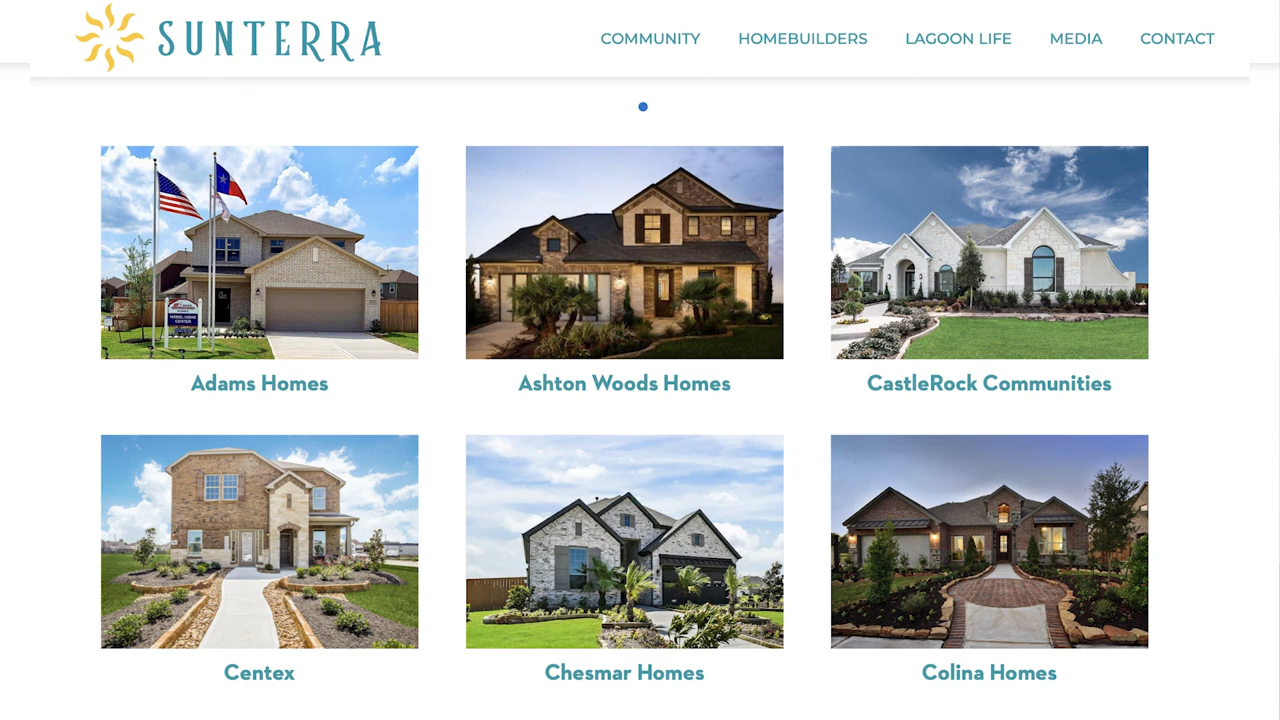 SUNTERRA
COMMUNITY HOMEBUILDERS LAGOON LIFE MEDIA CONTACT
Adams Homes
Ashton Woods Homes
CastleRock Communities
Centex
Chesmar Homes
Colina Homes